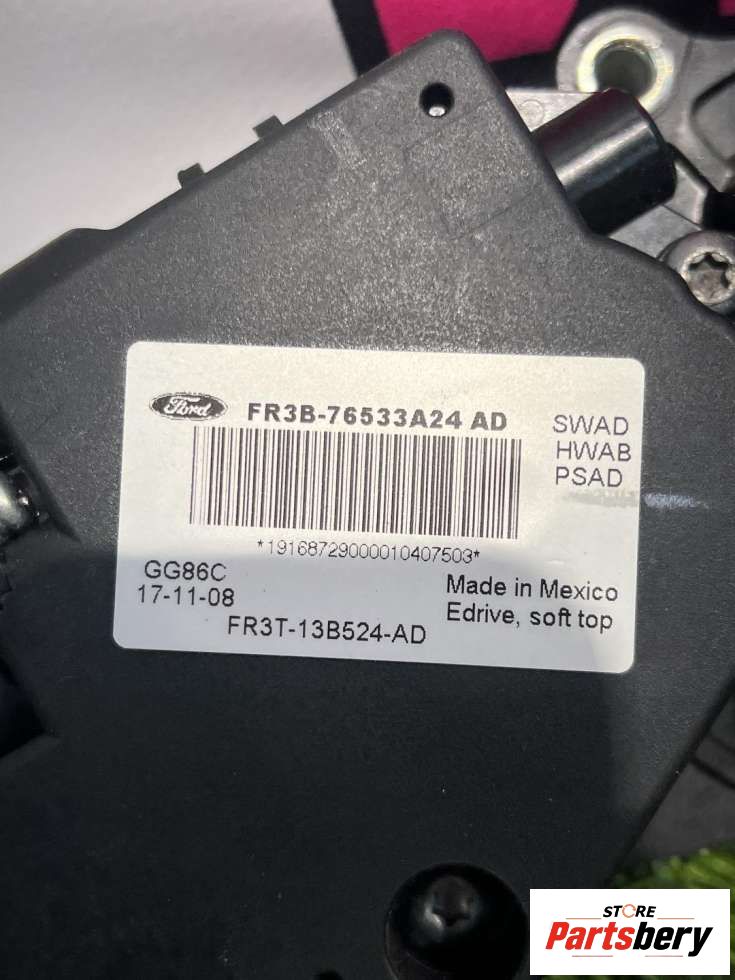 Ford FR3B-76533A24 AD
SWAD
HWAB
PSAD
*19168729000010407503*
GG86C
17-11-08
Made in Mexico
Edrive, soft top
FR3T-13B524-AD
STORE
Partsbery